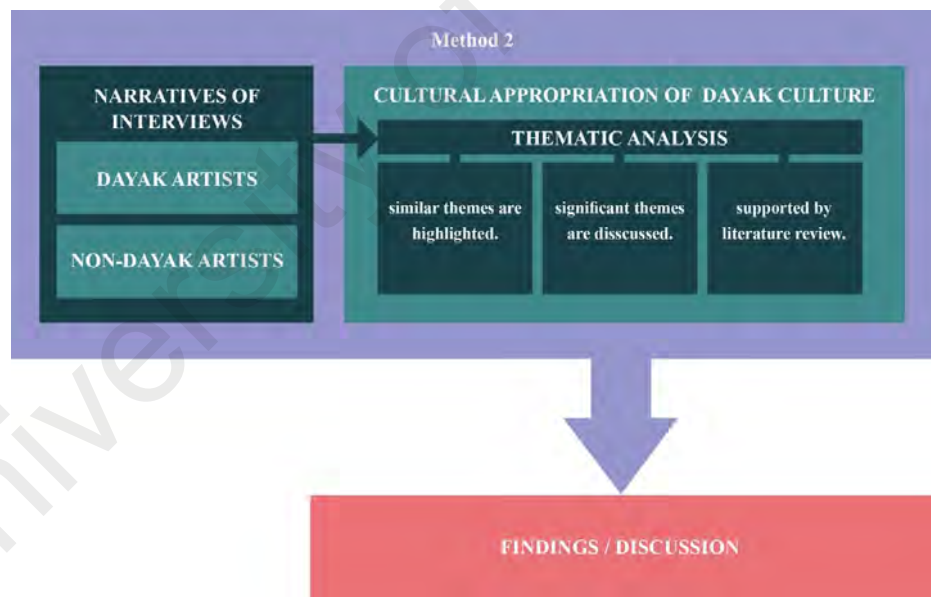 Method 2
NARRATIVES OF
INTERVIEWS
DAYAK ARTISTS
NON-DAYAK ARTISTS
CULTURAL APPROPRIATION OF DAYAK CULTURE
THEMATIC ANALYSIS
similar themes are
highlighted.
significant themes
are disscussed.
supported by
literature review.
FINDINGS / DISCUSSION